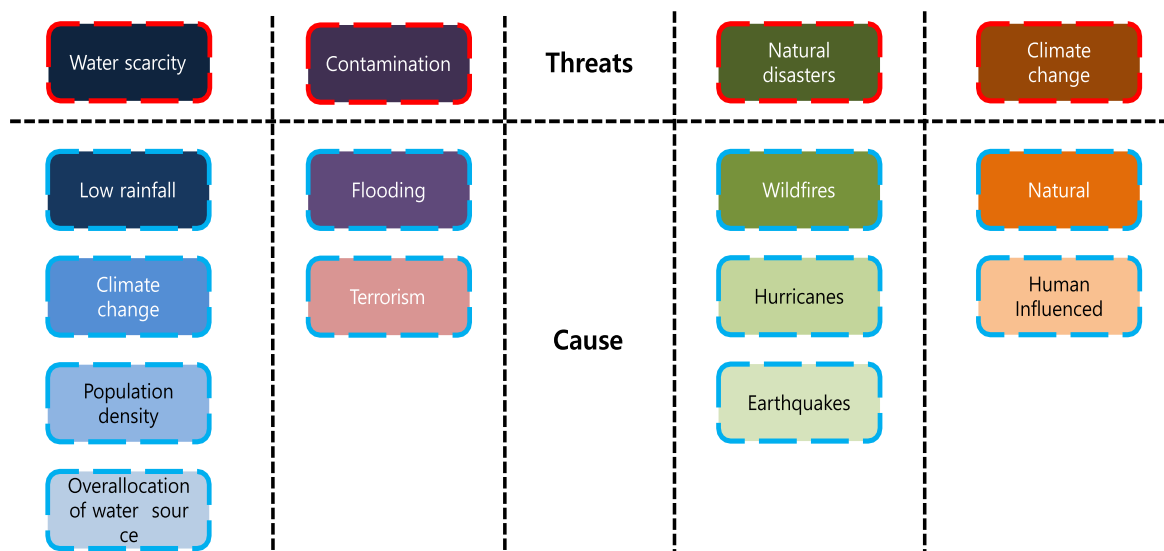 Water scarcity
Contamination
Threats
Natural
disasters
Climate
change
Low rainfall
Flooding
Wildfires
Natural
Climate
change
Terrorism
Hurricanes
Human
Influenced
Cause
Population
density
Earthquakes
Overallocation
of water sour
ce